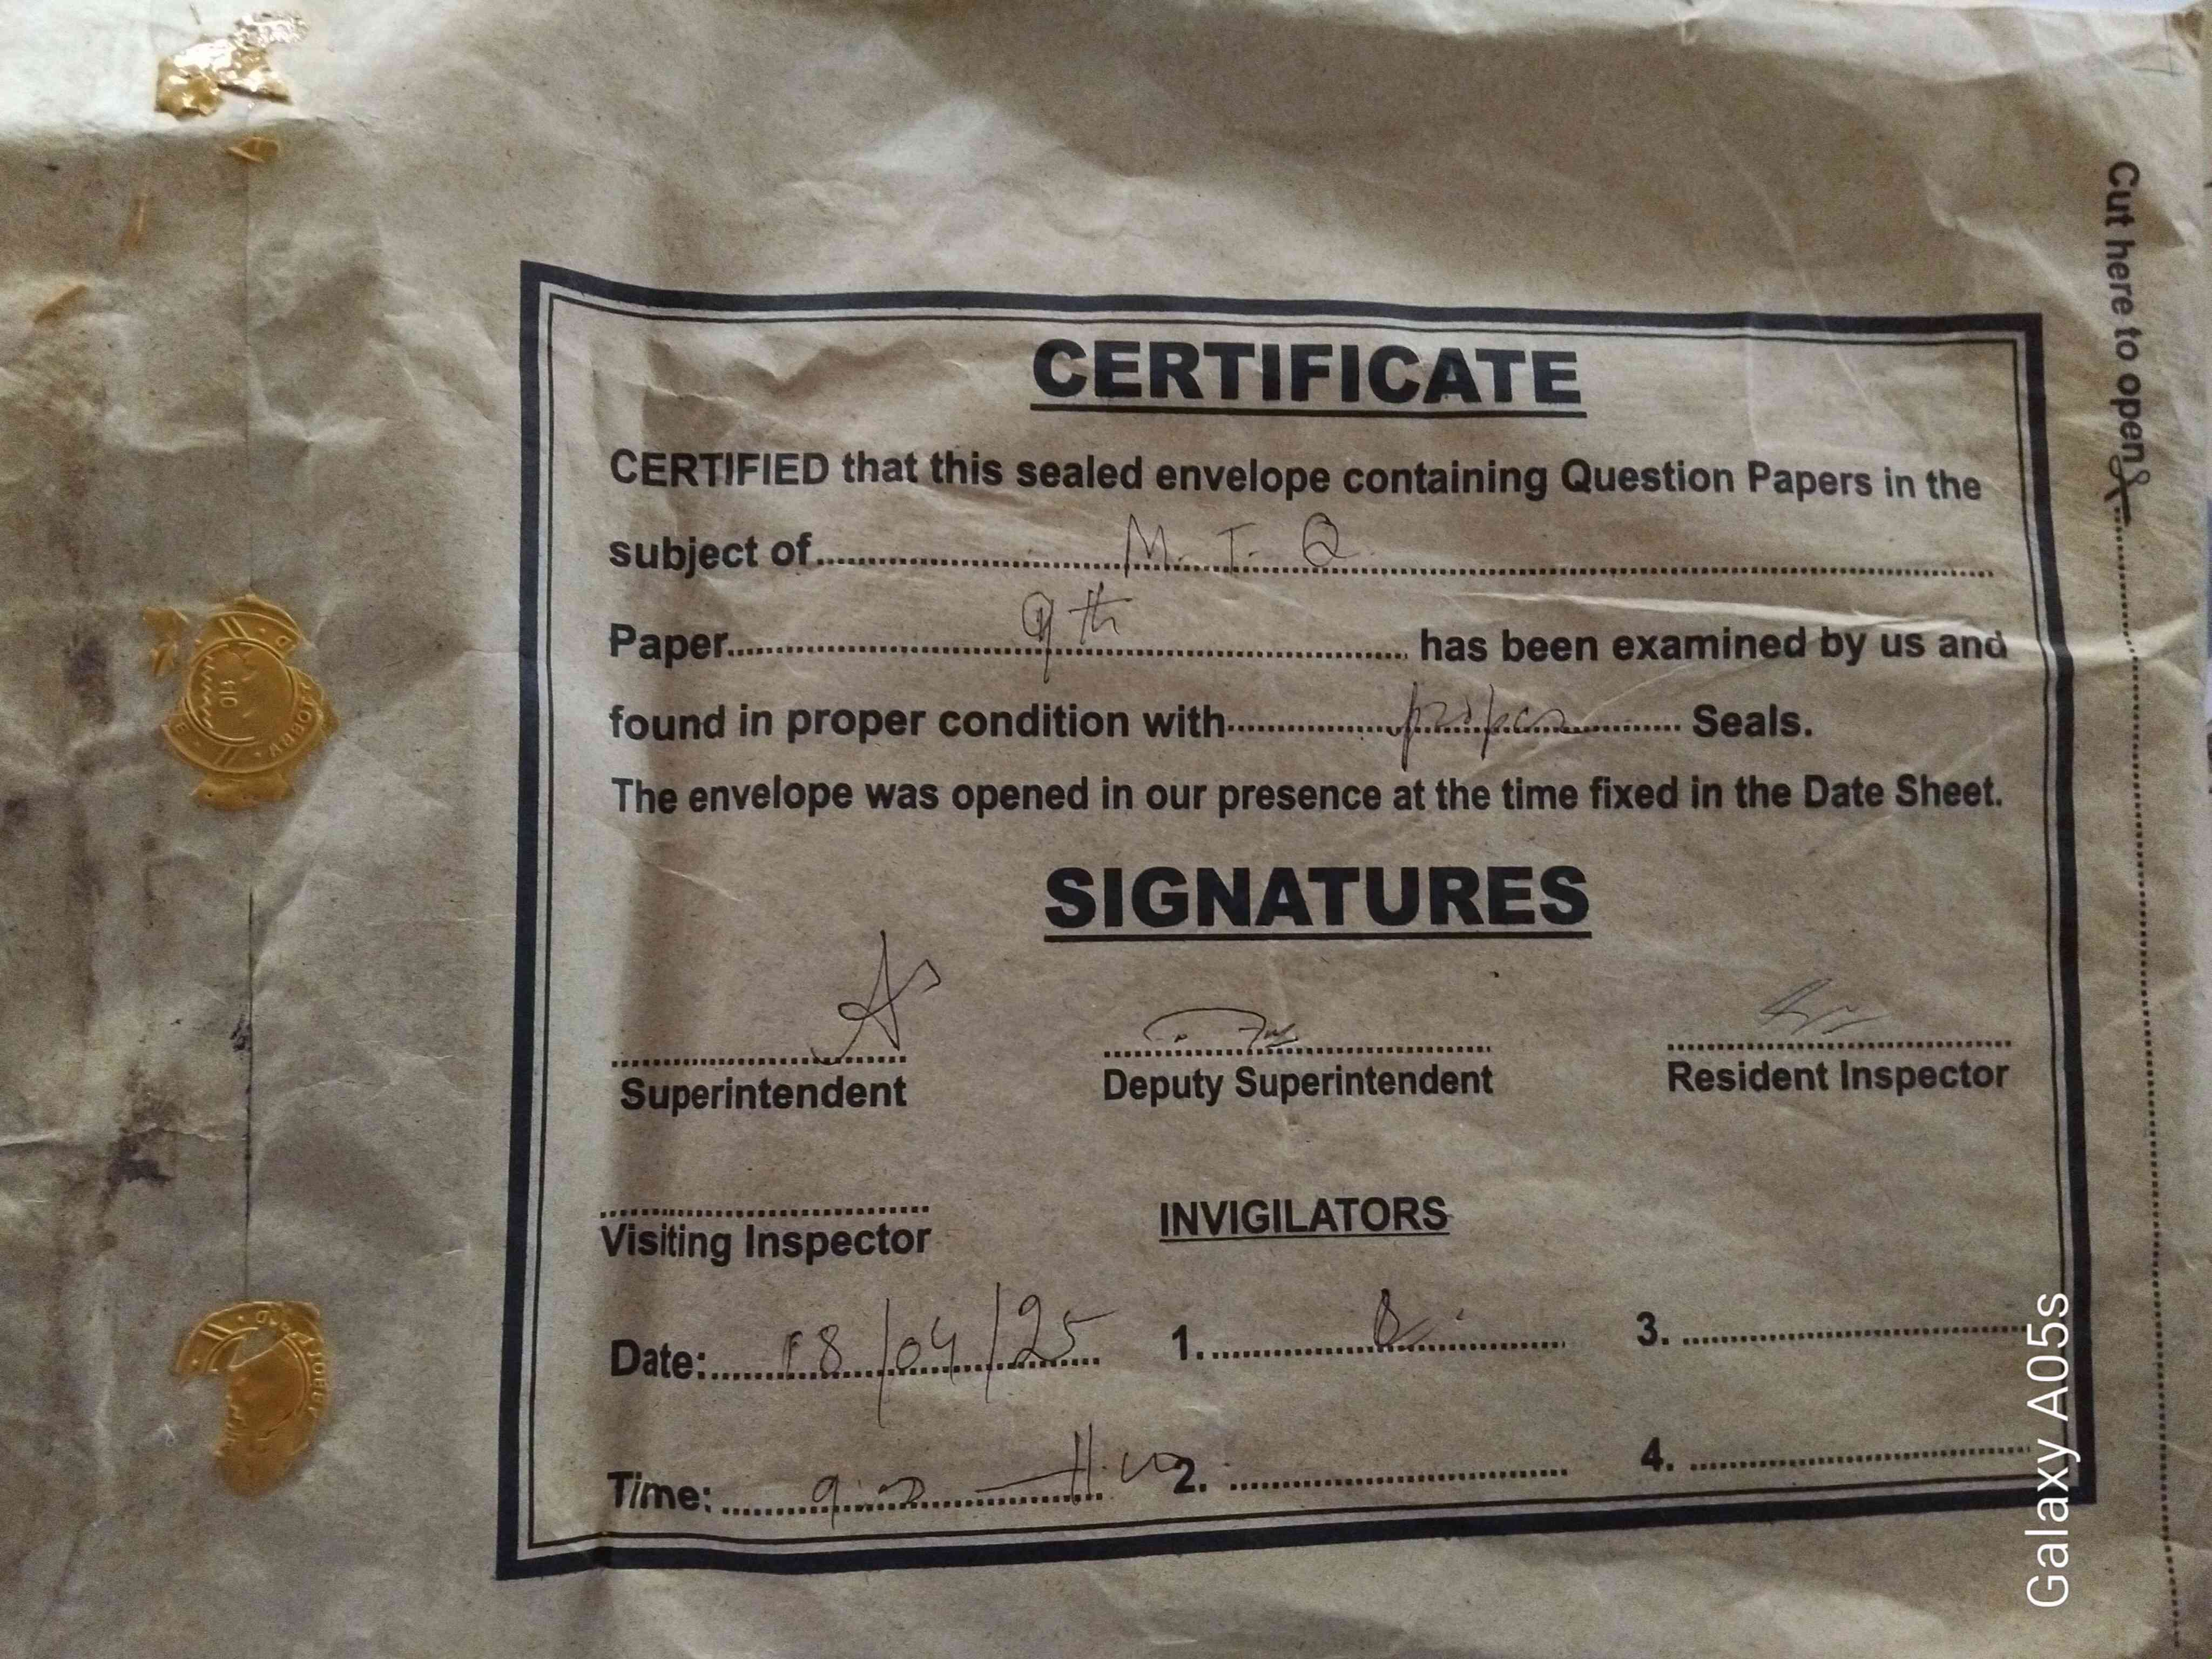 CERTIFICATE
CERTIFIED that this sealed envelope containing Question Papers in the
subject of M. T. Q
Paper 9th has been examined by us and
found in proper condition with proper Seals.
The envelope was opened in our presence at the time fixed in the Date Sheet.
SIGNATURES
Superintendent
Deputy Superintendent
Resident Inspector
Visiting Inspector
INVIGILATORS
Date: 18/04/25 1. 3.
Time: 2. 4.
Cut here to open
Galaxy A05s